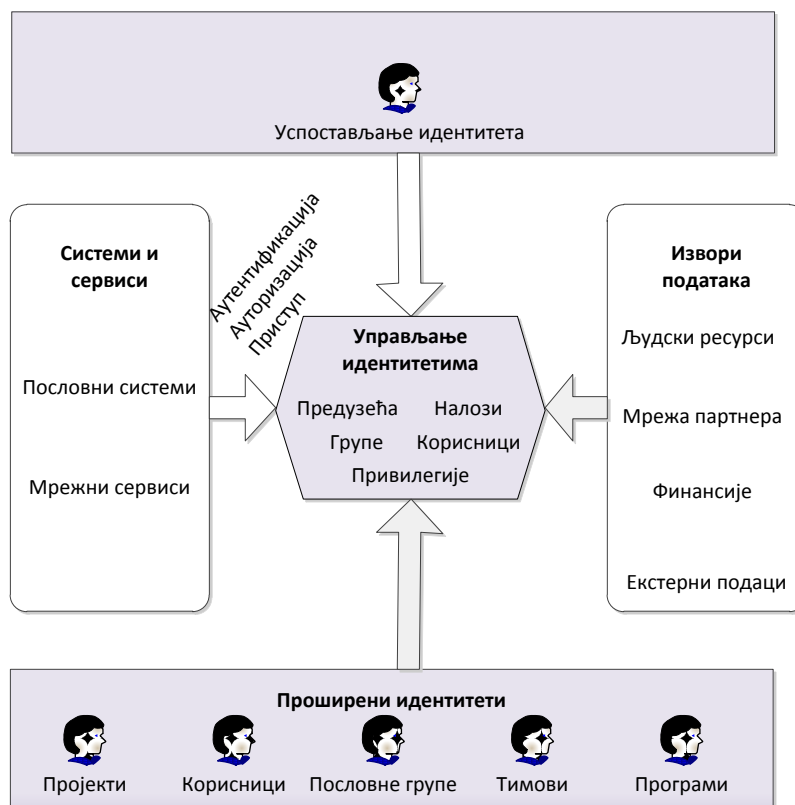 Успостављање идентитета
Системи и
сервиси
Пословни системи
Мрежни сервиси
Аутентификација
Ауторизација
Приступ
Управљање
идентитетима
Предузећа Налози
Групе Корисници
Привилегије
Извори
података
Људски ресурси
Мрежа партнера
Финансије
Екстерни подаци
Проширени идентитети
Пројекти Корисници Пословне групе Тимови Програми